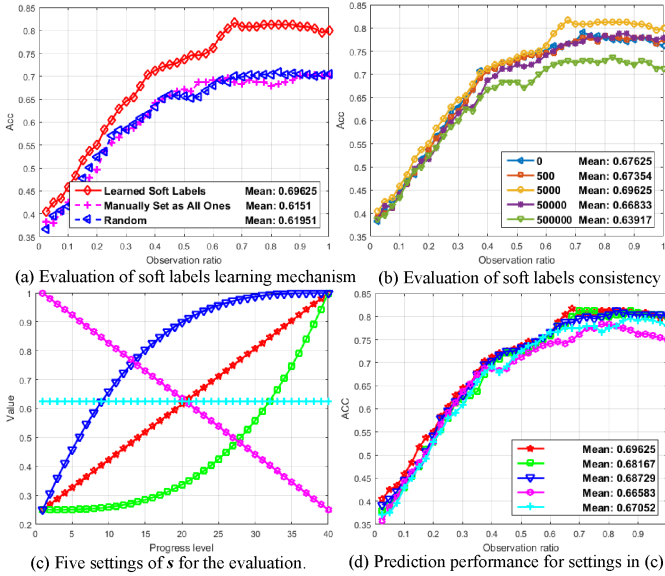 0.85
0.8
0.75
0.7
0.65
0.6
0.55
0.5
0.45
0.4
0.35
Acc
0 0.1 0.2 0.3 0.4 0.5 0.6 0.7 0.8 0.9 1
Observation ratio
Learned Soft Labels Mean: 0.69625
Manually Set as All Ones Mean: 0.6151
Random Mean: 0.61951
(a) Evaluation of soft labels learning mechanism
0.85
0.8
0.75
0.7
0.65
0.6
0.55
0.5
0.45
0.4
0.35
Acc
0 0.1 0.2 0.3 0.4 0.5 0.6 0.7 0.8 0.9 1
Observation ratio
0 Mean: 0.67625
500 Mean: 0.67354
5000 Mean: 0.69625
50000 Mean: 0.66833
500000 Mean: 0.63917
(b) Evaluation of soft labels consistency
1
0.9
0.8
0.7
0.6
0.5
0.4
0.3
0.2
Value
0 5 10 15 20 25 30 35 40
Progress level
(c) Five settings of s for the evaluation.
0.85
0.8
0.75
0.7
0.65
0.6
0.55
0.5
0.45
0.4
0.35
ACC
0 0.1 0.2 0.3 0.4 0.5 0.6 0.7 0.8 0.9
Observation ratio
Mean: 0.69625
Mean: 0.68167
Mean: 0.68729
Mean: 0.66583
Mean: 0.67052
(d) Prediction performance for settings in (c)